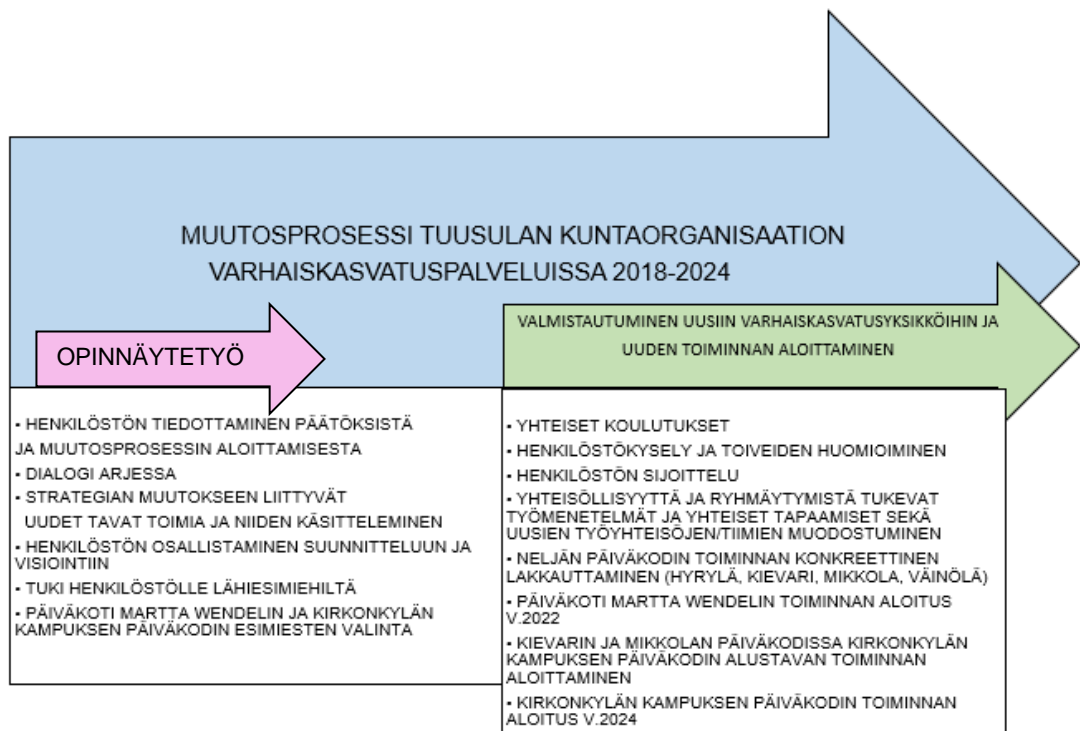 MUUTOSPROSESSI TUUSULAN KUNTAORGANISAATION
VARHAISKASVATUSPALVELUISSA 2018-2024
OPINNÄYTETYÖ
▪ HENKILÖSTÖN TIEDOTTAMINEN PÄÄTÖKSISTÄ
JA MUUTOSPROSESSIN ALOITTAMISESTA
▪ DIALOGI ARJESSA
▪ STRATEGIAN MUUTOKSEEN LIITTYVÄT
UUDET TAVAT TOIMIA JA NIIDEN KÄSITTELEMINEN
▪ HENKILÖSTÖN OSALLISTAMINEN SUUNNITTELUUN JA
VISIOINTIIN
▪ TUKI HENKILÖSTÖLLE LÄHIESIMIEHILTÄ
▪ PÄIVÄKOTI MARTTA WENDELIN JA KIRKONKYLÄN
KAMPUKSEN PÄIVÄKODIN ESIMIESTEN VALINTA
VALMISTAUTUMINEN UUSIIN VARHAISKASVATUSYKSIKKÖIHIN JA
UUDEN TOIMINNAN ALOITTAMINEN
▪ YHTEISET KOULUTUKSET
▪ HENKILÖSTÖKYSELY JA TOIVEIDEN HUOMIOIMINEN
▪ HENKILÖSTÖN SIJOITTELU
▪ YHTEISÖLLISYYTTÄ JA RYHMÄYTYMISTÄ TUKEVAT
TYÖMENETELMÄT JA YHTEISET TAPAAMISET SEKÄ
UUSIEN TYÖYHTEISÖJEN/TIIMIEN MUODOSTUMINEN
▪ NELJÄN PÄIVÄKODIN TOIMINNAN KONKREETTINEN
LAKKAUTTAMINEN (HYRYLÄ, KIEVARI, MIKKOLA, VÄINÖLÄ)
▪ PÄIVÄKOTI MARTTA WENDELIN TOIMINNAN ALOITUS
V.2022
▪ KIEVARIN JA MIKKOLAN PÄIVÄKODISSA KIRKONKYLÄN
KAMPUKSEN PÄIVÄKODIN ALUSTAVAN TOIMINNAN
ALOITTAMINEN
▪ KIRKONKYLÄN KAMPUKSEN PÄIVÄKODIN TOIMINNAN
ALOITUS V.2024